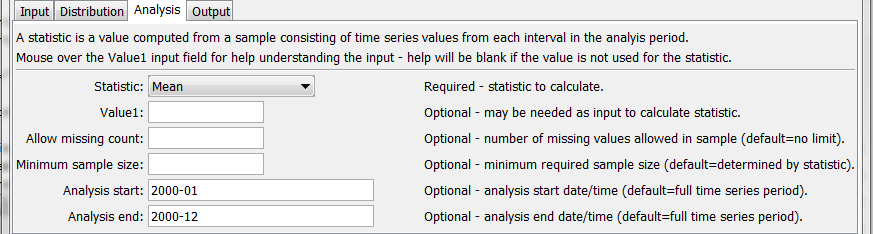 Input Distribution Analysis Output
A statistic is a value computed from a sample consisting of time series values from each interval in the analyis period.
Mouse over the Value1 input field for help understanding the input - help will be blank if the value is not used for the statistic.
Statistic: Mean Required - statistic to calculate.
Value1: Optional - may be needed as input to calculate statistic.
Allow missing count: Optional - number of missing values allowed in sample (default=no limit).
Minimum sample size: Optional - minimum required sample size (default=determined by statistic).
Analysis start: 2000-01 Optional - analysis start date/time (default=full time series period).
Analysis end: 2000-12 Optional - analysis end date/time (default=full time series period).